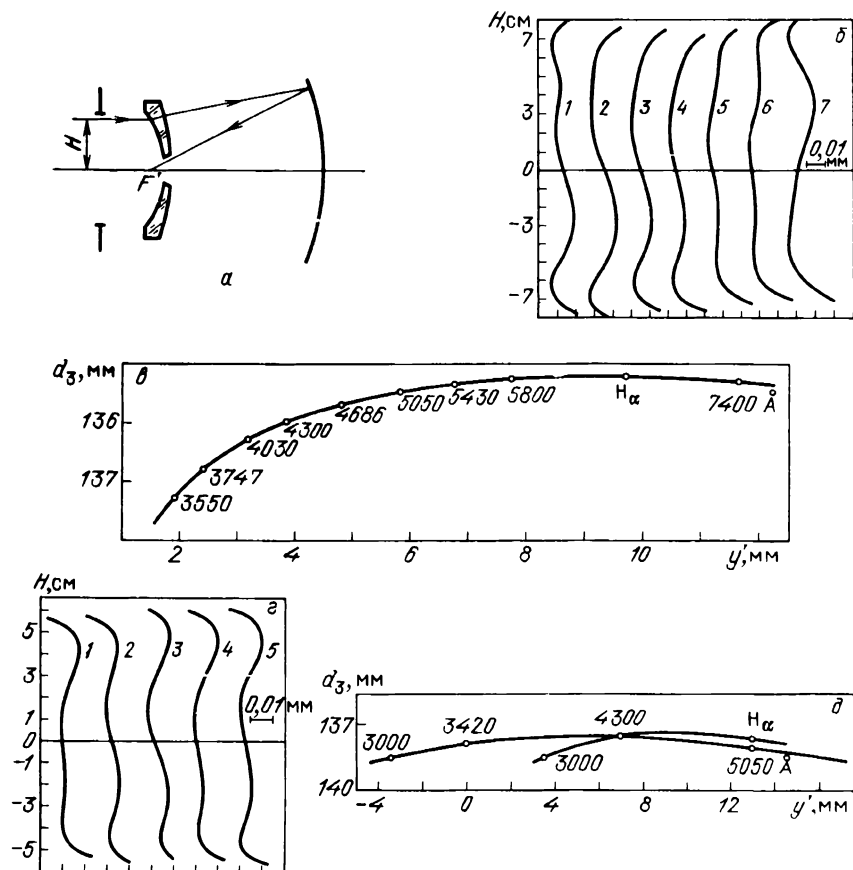 H
F'
а
H,см
б
7
3
0
-3
-7
1 2 3 4 5 6 7
0,01
мм
d₃,мм
в
136
137
3550
3747
4030
4300
4686
5050
5430
5800
Hα
7400 Å
2 4 6 8 10 y',мм
H,см
г
5
3
1
0
-1
-3
-5
1 2 3 4 5
0,01 мм
d₃,мм
д
137
140
3000
3420
4300
3000
Hα
5050 Å
-4 0 4 8 12 y',мм